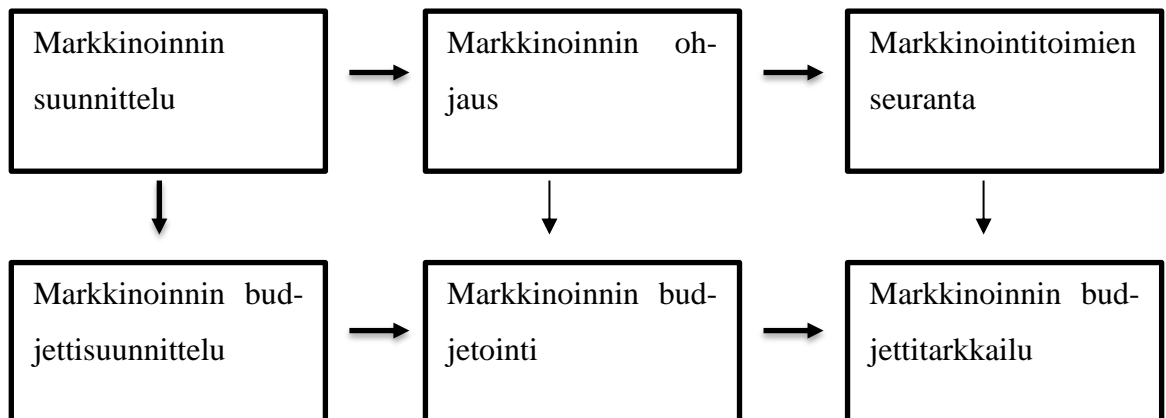 Markkinoinnin
suunnittelu
Markkinoinnin oh-
jaus
Markkinointitoimien
seuranta
Markkinoinnin bud-
jettisuunnittelu
Markkinoinnin bud-
jetointi
Markkinoinnin bud-
jettitarkkailu